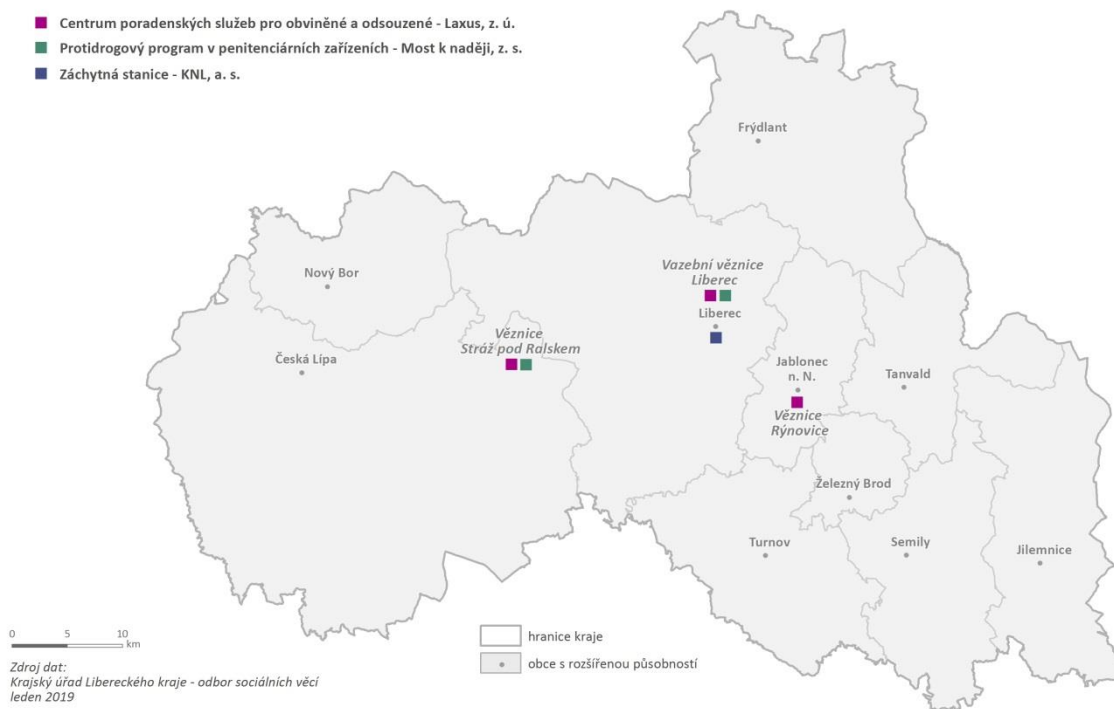 Centrum poradenských služeb pro obviněné a odsouzené - Laxus, z. ú.
Protidrogový program v penitenciárních zařízeních - Most k naději, z. s.
Záchytná stanice - KNL, a. s.
Frýdlant
Nový Bor
Vazební věznice
Liberec
Liberec
Věznice
Stráž pod Ralskem
Česká Lípa
Jablonec
n. N.
Tanvald
Věznice
Rýnovice
Železný Brod
Turnov
Semily
Jilemnice
0 5 10
km
hranice kraje
obce s rozšířenou působností
Zdroj dat:
Krajský úřad Libereckého kraje - odbor sociálních věcí
leden 2019